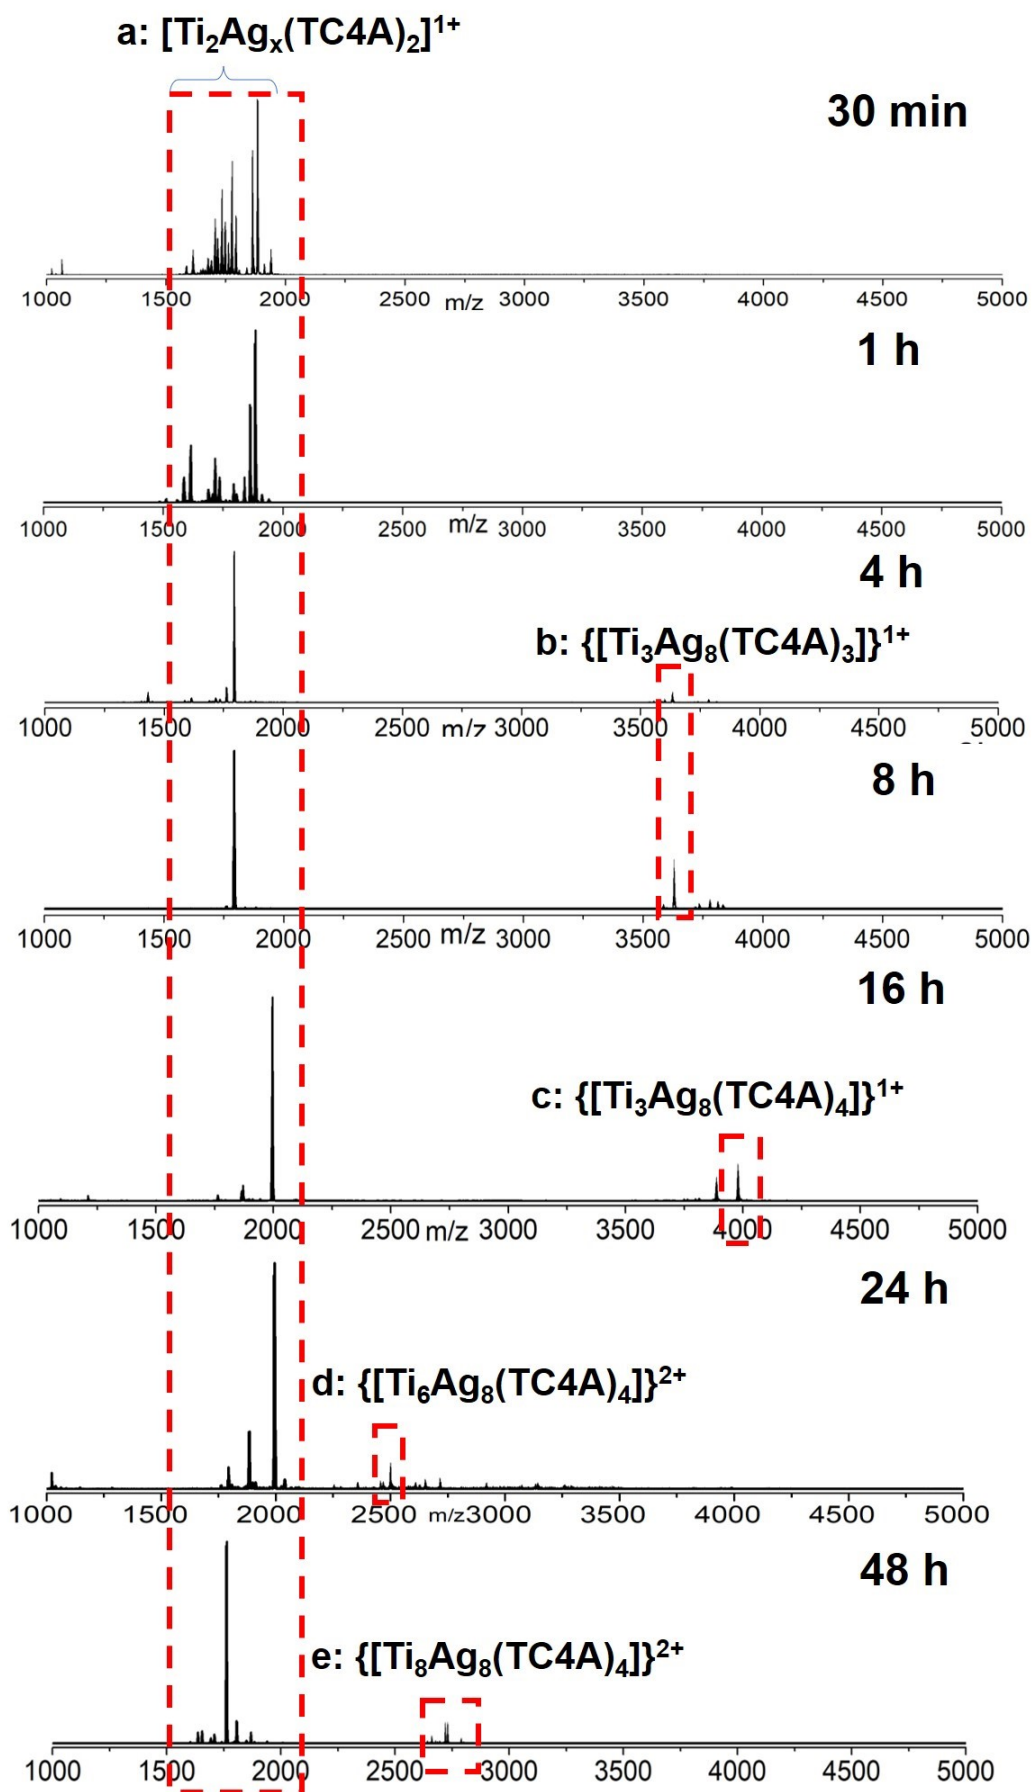 a: [Ti₂Agₓ(TC4A)₂]¹⁺
30 min
1000 1500 2000 2500 m/z 3000 3500 4000 4500 5000
1 h
1000 1500 2000 2500 m/z 3000 3500 4000 4500 5000
4 h
b: {[Ti₃Ag₈(TC4A)₃]}¹⁺
1000 1500 2000 2500 m/z 3000 3500 4000 4500 5000
8 h
1000 1500 2000 2500 m/z 3000 3500 4000 4500 5000
16 h
c: {[Ti₃Ag₈(TC4A)₄]}¹⁺
1000 1500 2000 2500 m/z 3000 3500 4000 4500 5000
24 h
d: {[Ti₆Ag₈(TC4A)₄]}²⁺
1000 1500 2000 2500 m/z 3000 3500 4000 4500 5000
48 h
e: {[Ti₈Ag₈(TC4A)₄]}²⁺
1000 1500 2000 2500 3000 3500 4000 4500 5000